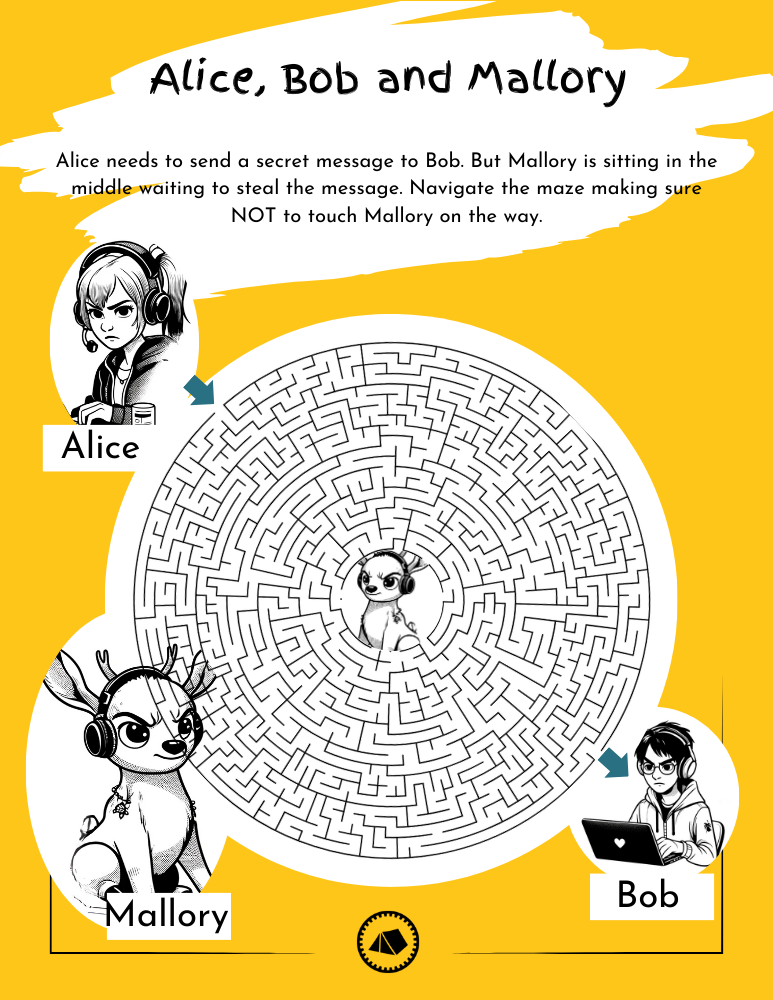 Alice, Bob and Mallory
Alice needs to send a secret message to Bob. But Mallory is sitting in the
middle waiting to steal the message. Navigate the maze making sure
NOT to touch Mallory on the way.
Alice
Mallory
Bob